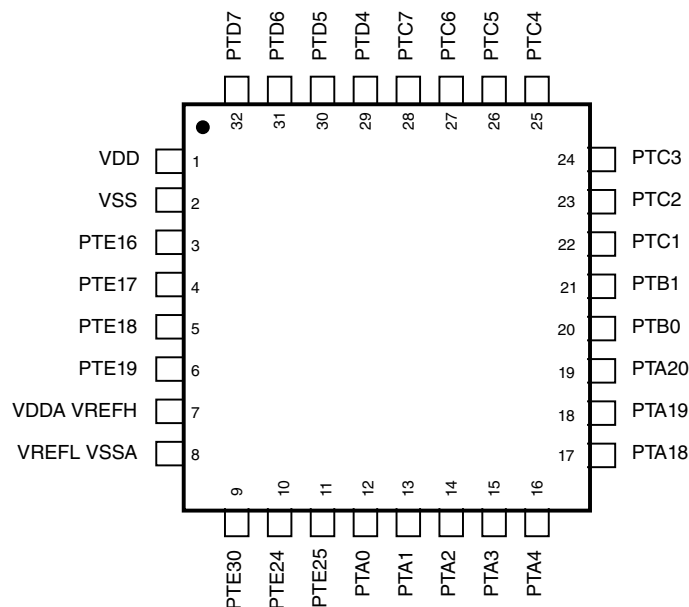 PTD7 PTD6 PTD5 PTD4 PTC7 PTC6 PTC5 PTC4
32 31 30 29 28 27 26 25
VDD 1 24 PTC3
VSS 2 23 PTC2
PTE16 3 22 PTC1
PTE17 4 21 PTB1
PTE18 5 20 PTB0
PTE19 6 19 PTA20
VDDA VREFH 7 18 PTA19
VREFL VSSA 8 17 PTA18
9 10 11 12 13 14 15 16
PTE30 PTE24 PTE25 PTA0 PTA1 PTA2 PTA3 PTA4